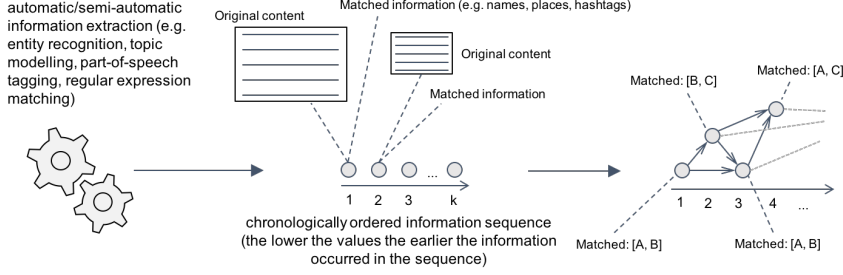 automatic/semi-automatic
information extraction (e.g.
entity recognition, topic
modelling, part-of-speech
tagging, regular expression
matching)
Original content
Matched information (e.g. names, places, hashtags)
Original content
Matched information
...
1 2 3 k
chronologically ordered information sequence
(the lower the values the earlier the information
occurred in the sequence)
Matched: [B, C]
Matched: [A, C]
1 2 3 4 ...
Matched: [A, B]
Matched: [A, B]